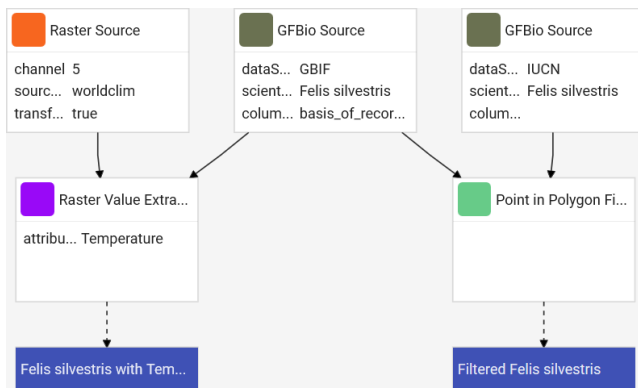 Raster Source
channel 5
sourc... worldclim
transf... true
GFBio Source
dataS... GBIF
scient... Felis silvestris
colum... basis_of_recor...
GFBio Source
dataS... IUCN
scient... Felis silvestris
colum...
Raster Value Extra...
attribu... Temperature
Point in Polygon Fi...
Felis silvestris with Tem...
Filtered Felis silvestris